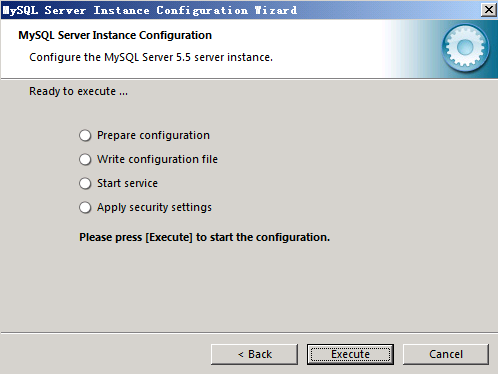 MySQL Server Instance Configuration Wizard
MySQL Server Instance Configuration
Configure the MySQL Server 5.5 server instance.
Ready to execute ...
Prepare configuration
Write configuration file
Start service
Apply security settings
Please press [Execute] to start the configuration.
< Back
Execute
Cancel